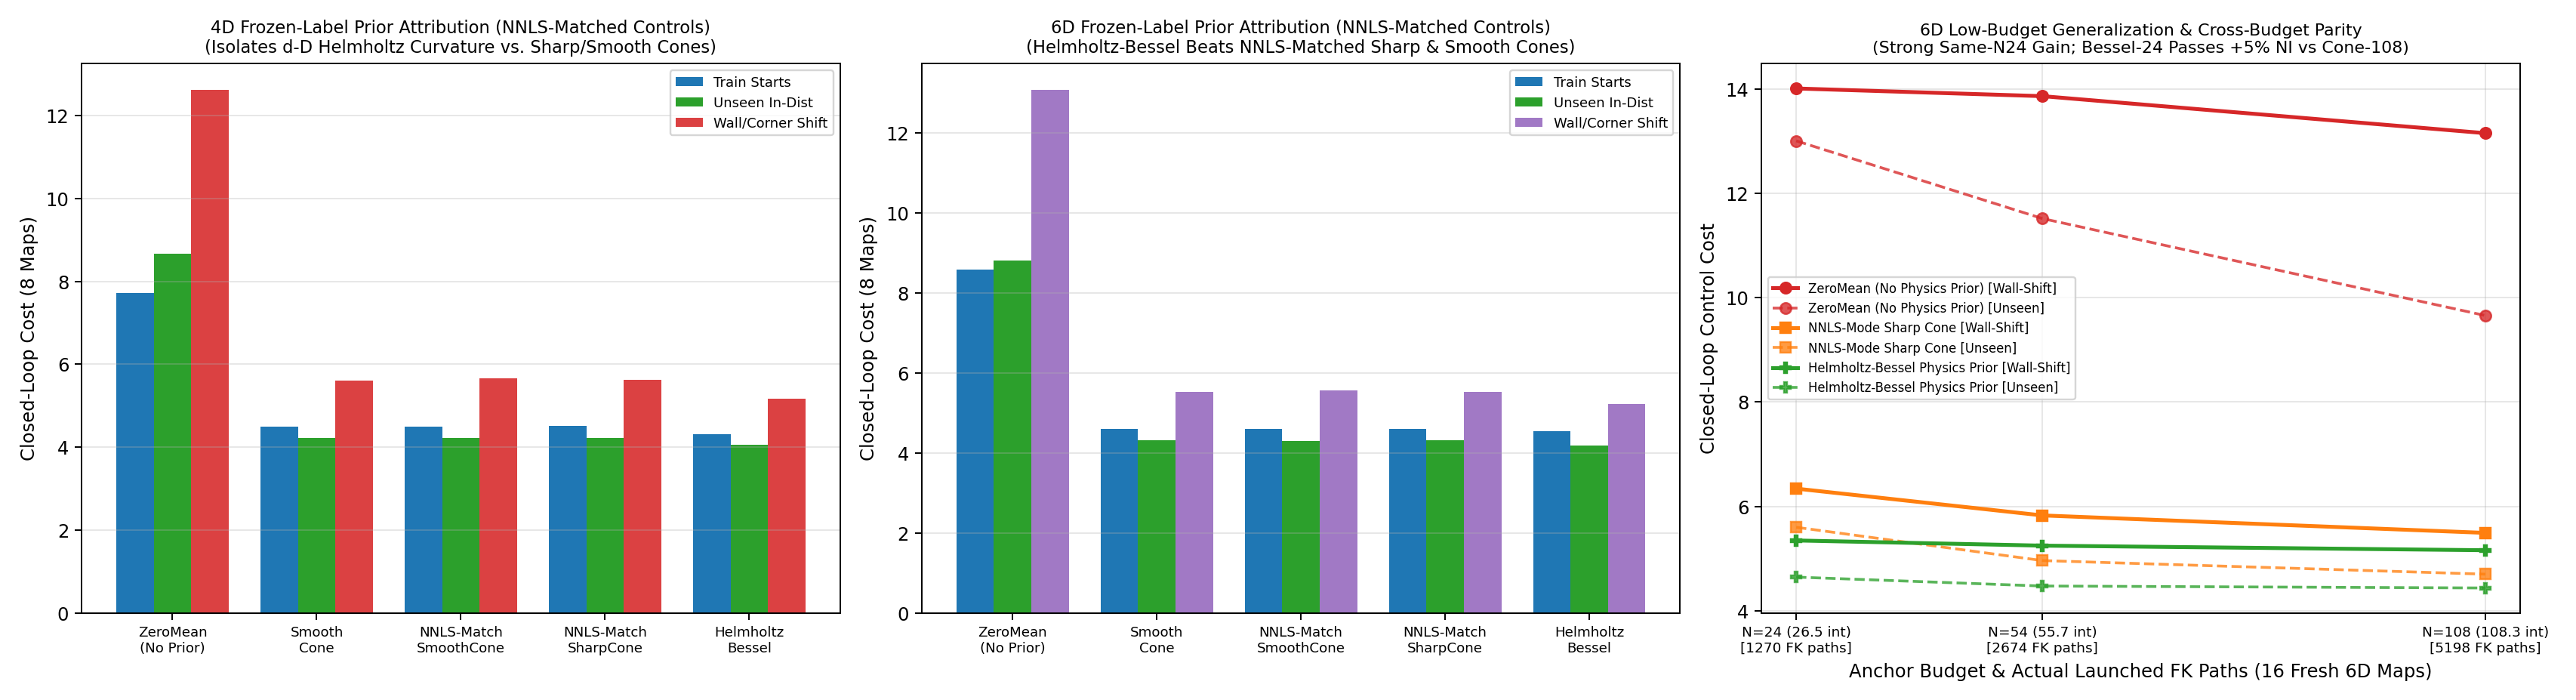 4D Frozen-Label Prior Attribution (NNLS-Matched Controls)
(Isolates d-D Helmholtz Curvature vs. Sharp/Smooth Cones)
Closed-Loop Cost (8 Maps)
12
10
8
6
4
2
0
Train Starts
Unseen In-Dist
Wall/Corner Shift
ZeroMean
(No Prior)
Smooth
Cone
NNLS-Match
SmoothCone
NNLS-Match
SharpCone
Helmholtz
Bessel
6D Frozen-Label Prior Attribution (NNLS-Matched Controls)
(Helmholtz-Bessel Beats NNLS-Matched Sharp & Smooth Cones)
Closed-Loop Cost (8 Maps)
12
10
8
6
4
2
0
Train Starts
Unseen In-Dist
Wall/Corner Shift
ZeroMean
(No Prior)
Smooth
Cone
NNLS-Match
SmoothCone
NNLS-Match
SharpCone
Helmholtz
Bessel
6D Low-Budget Generalization & Cross-Budget Parity
(Strong Same-N24 Gain; Bessel-24 Passes +5% NI vs Cone-108)
Closed-Loop Control Cost
14
12
10
8
6
4
ZeroMean (No Physics Prior) [Wall-Shift]
ZeroMean (No Physics Prior) [Unseen]
NNLS-Mode Sharp Cone [Wall-Shift]
NNLS-Mode Sharp Cone [Unseen]
Helmholtz-Bessel Physics Prior [Wall-Shift]
Helmholtz-Bessel Physics Prior [Unseen]
N=24 (26.5 int)
[1270 FK paths]
N=54 (55.7 int)
[2674 FK paths]
N=108 (108.3 int)
[5198 FK paths]
Anchor Budget & Actual Launched FK Paths (16 Fresh 6D Maps)